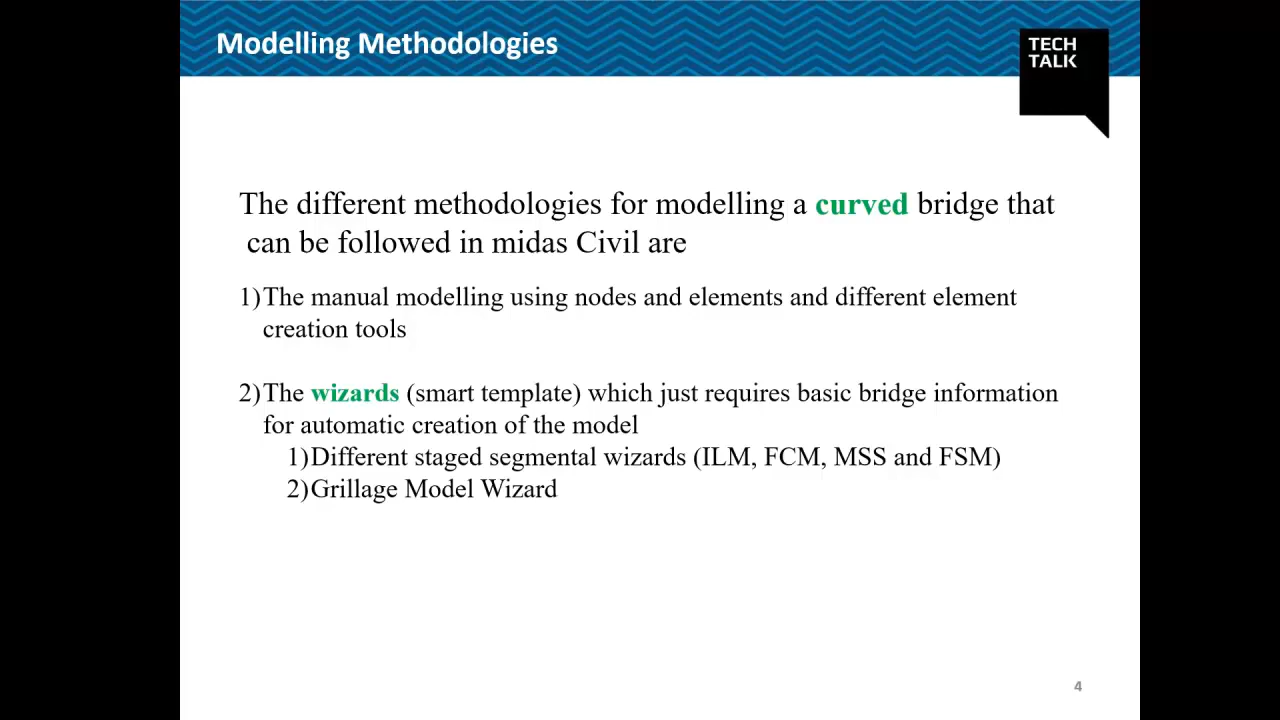 Modelling Methodologies
TECH
TALK
The different methodologies for modelling a curved bridge that
can be followed in midas Civil are
1)The manual modelling using nodes and elements and different element
creation tools
2)The wizards (smart template) which just requires basic bridge information
for automatic creation of the model
1)Different staged segmental wizards (ILM, FCM, MSS and FSM)
2)Grillage Model Wizard
4